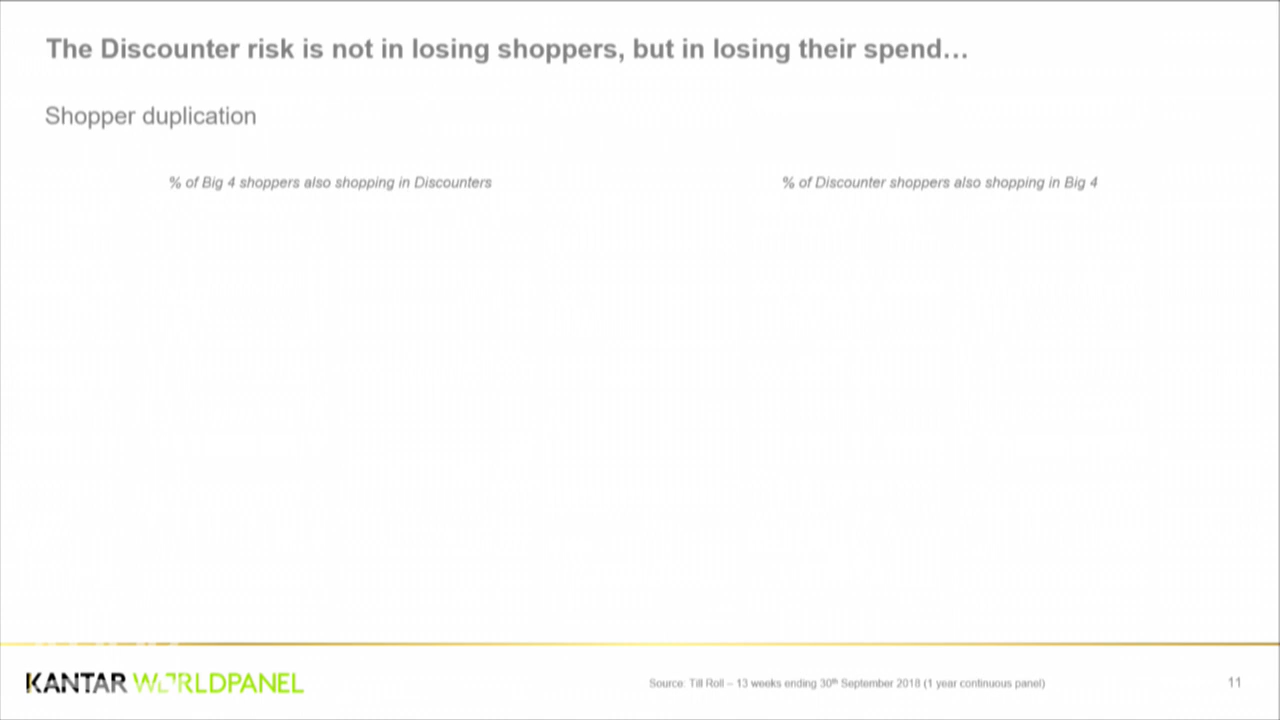 The Discounter risk is not in losing shoppers, but in losing their spend…
Shopper duplication
% of Big 4 shoppers also shopping in Discounters
% of Discounter shoppers also shopping in Big 4
KANTAR WORLDPANEL
Source: Till Roll – 13 weeks ending 30th September 2018 (1 year continuous panel)
11